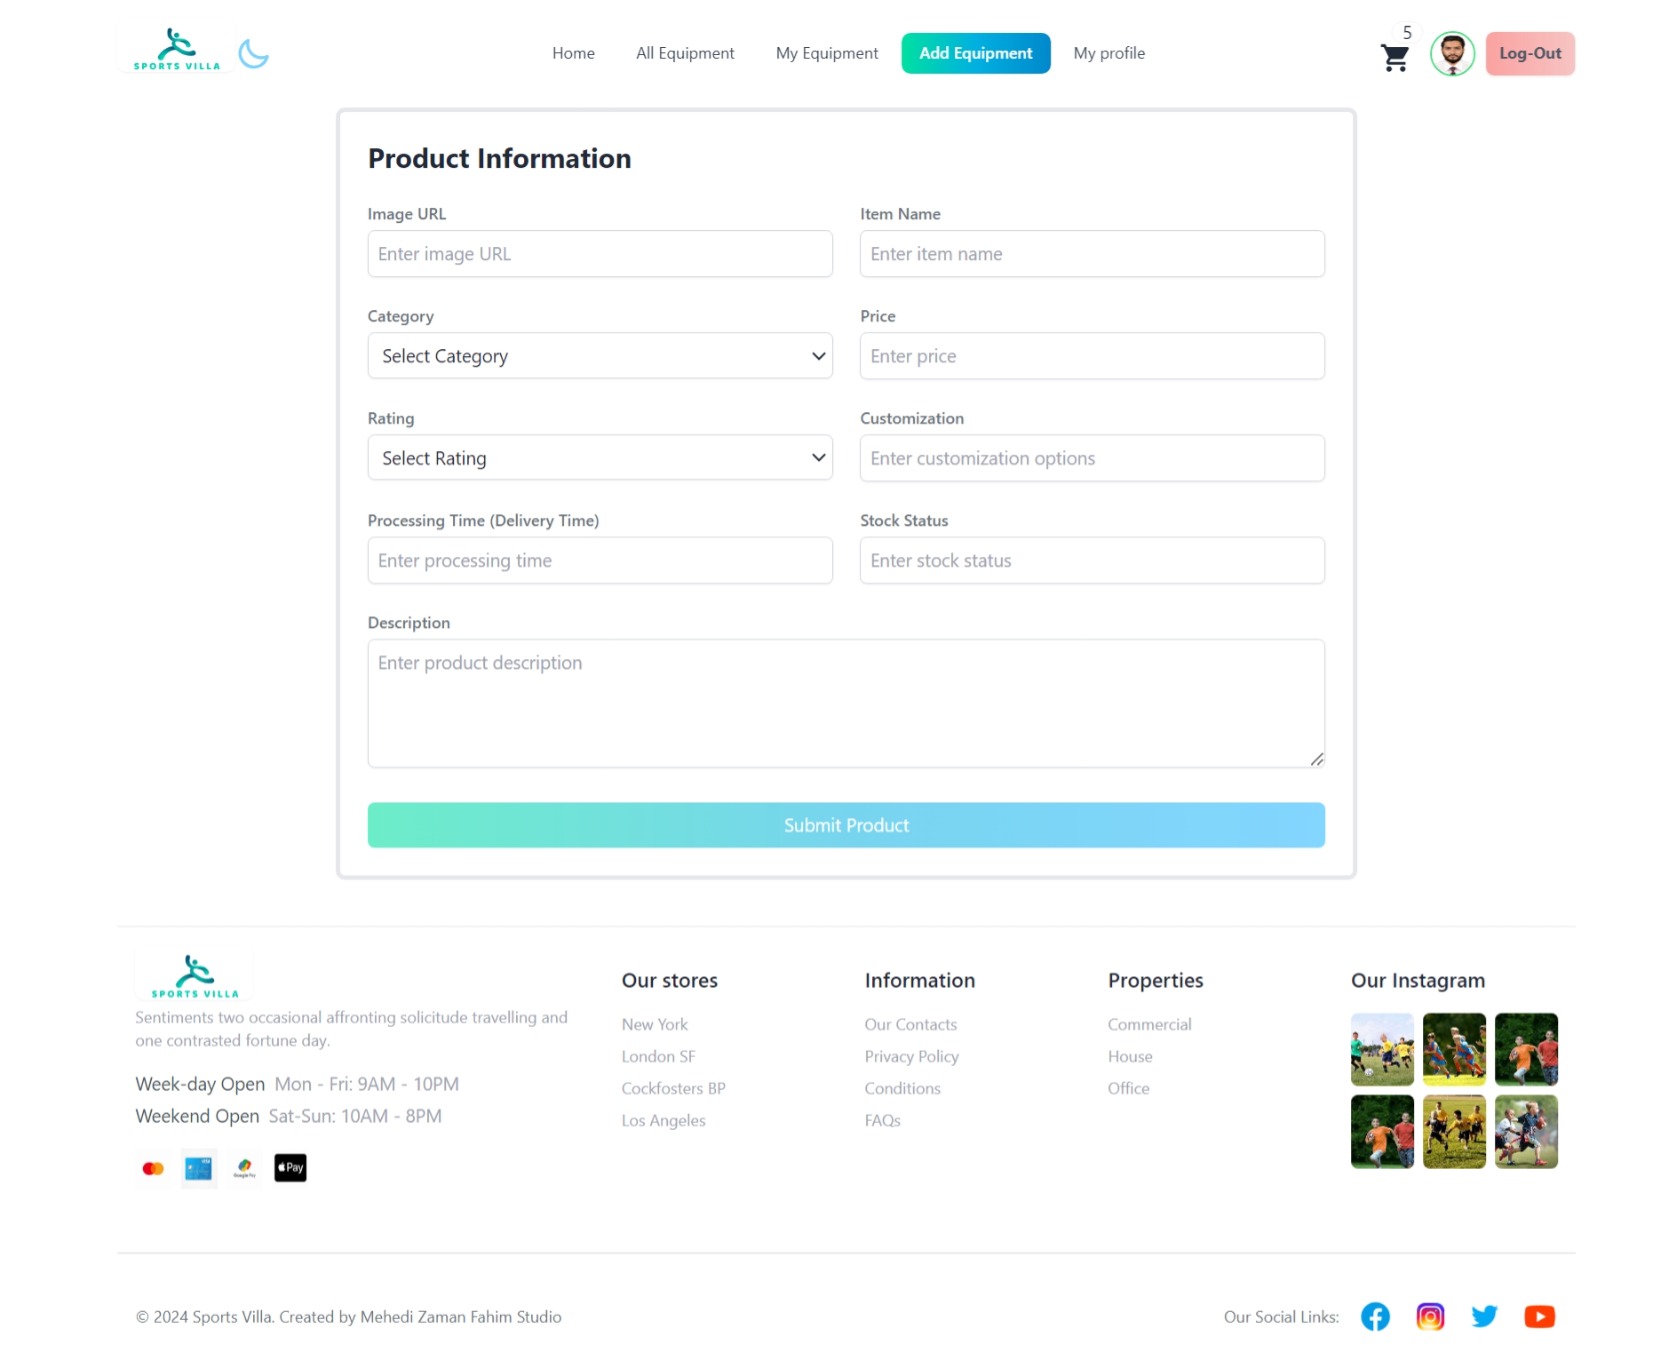 SPORTS VILLA
Home
All Equipment
My Equipment
Add Equipment
My profile
5
Log-Out
Product Information
Image URL
Enter image URL
Item Name
Enter item name
Category
Select Category
Price
Enter price
Rating
Select Rating
Customization
Enter customization options
Processing Time (Delivery Time)
Enter processing time
Stock Status
Enter stock status
Description
Enter product description
Submit Product
SPORTS VILLA
Sentiments two occasional affronting solicitude travelling and
one contrasted fortune day.
Week-day Open Mon - Fri: 9AM - 10PM
Weekend Open Sat-Sun: 10AM - 8PM
VISA
Google Pay
Pay
Our stores
New York
London SF
Cockfosters BP
Los Angeles
Information
Our Contacts
Privacy Policy
Conditions
FAQs
Properties
Commercial
House
Office
Our Instagram
© 2024 Sports Villa. Created by Mehedi Zaman Fahim Studio
Our Social Links: